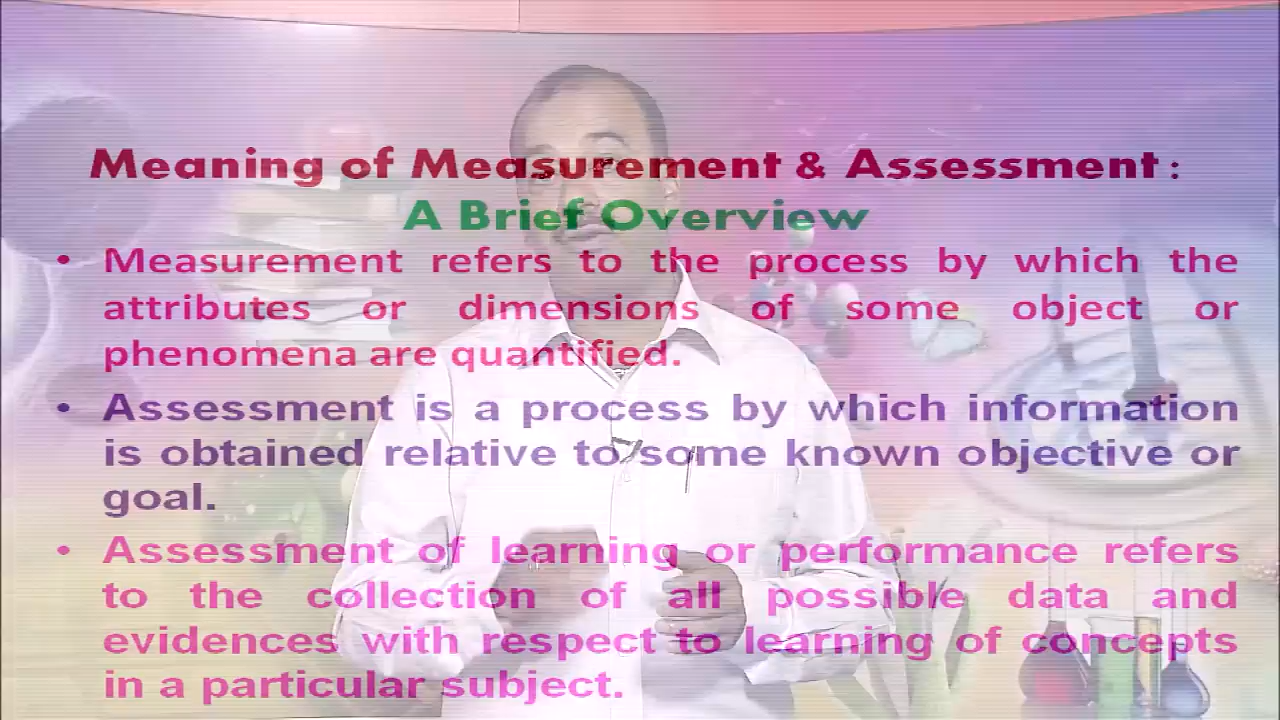 Meaning of Measurement & Assessment :
A Brief Overview
• Measurement refers to the process by which the
attributes or dimensions of some object or
phenomena are quantified.
• Assessment is a process by which information
is obtained relative to some known objective or
goal.
• Assessment of learning or performance refers
to the collection of all possible data and
evidences with respect to learning of concepts
in a particular subject.